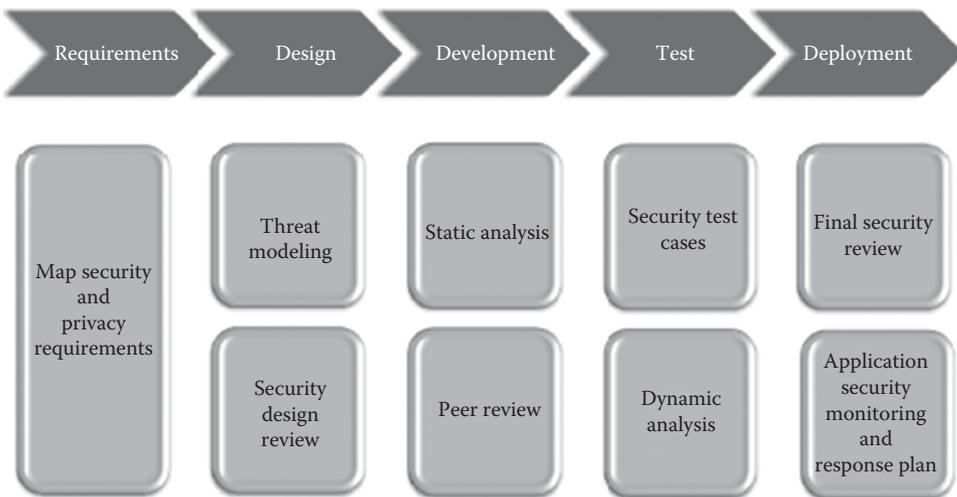 Requirements
Design
Development
Test
Deployment
Map security
and
privacy
requirements
Threat
modeling
Security
design
review
Static analysis
Peer review
Security test
cases
Dynamic
analysis
Final security
review
Application
security
monitoring
and
response plan